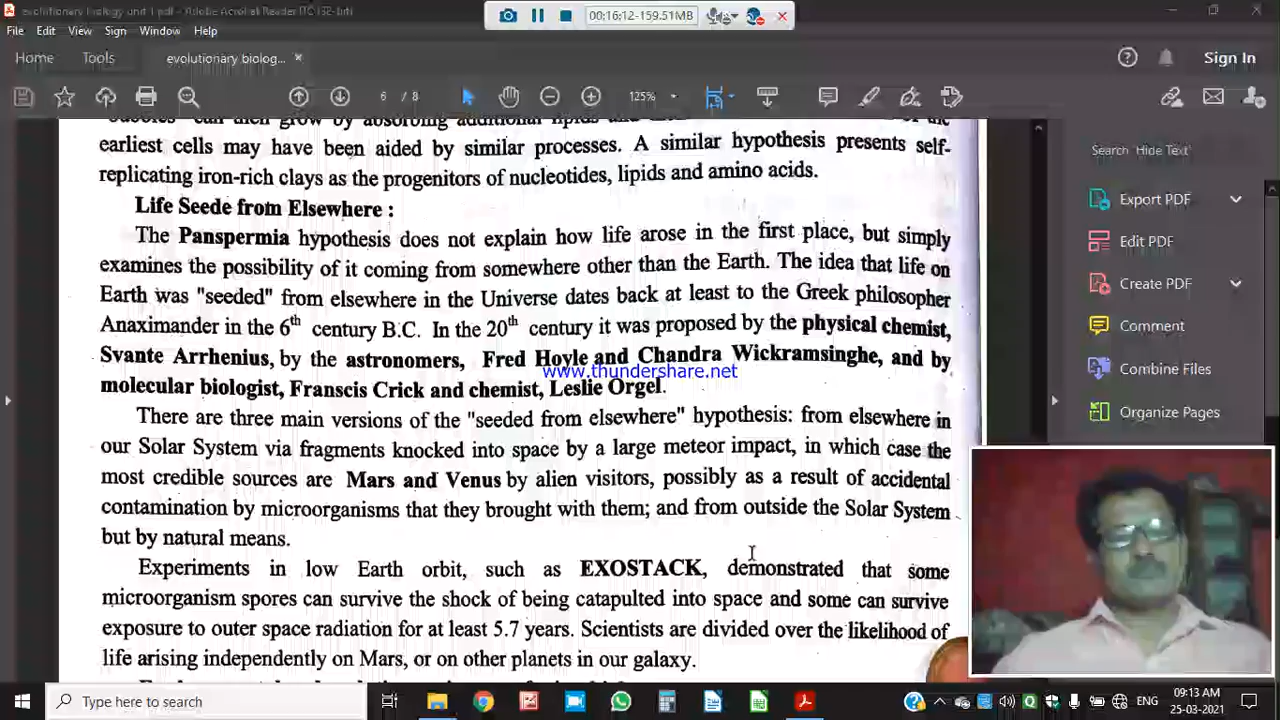 evolutionary biology unit 1.pdf - Adobe Acrobat Reader DC (32-bit)
00:16:12-159.51MB
File Edit View Sign Window Help
Home Tools evolutionary biolog... Sign In
6 / 8 125%
earliest cells may have been aided by similar processes. A similar hypothesis presents self-
replicating iron-rich clays as the progenitors of nucleotides, lipids and amino acids.
Life Seede from Elsewhere :
The Panspermia hypothesis does not explain how life arose in the first place, but simply
examines the possibility of it coming from somewhere other than the Earth. The idea that life on
Earth was "seeded" from elsewhere in the Universe dates back at least to the Greek philosopher
Anaximander in the 6th century B.C. In the 20th century it was proposed by the physical chemist,
Svante Arrhenius, by the astronomers, Fred Hoyle and Chandra Wickramsinghe, and by
www.thundershare.net
molecular biologist, Franscis Crick and chemist, Leslie Orgel.
There are three main versions of the "seeded from elsewhere" hypothesis: from elsewhere in
our Solar System via fragments knocked into space by a large meteor impact, in which case the
most credible sources are Mars and Venus by alien visitors, possibly as a result of accidental
contamination by microorganisms that they brought with them; and from outside the Solar System
but by natural means.
Experiments in low Earth orbit, such as EXOSTACK, demonstrated that some
microorganism spores can survive the shock of being catapulted into space and some can survive
exposure to outer space radiation for at least 5.7 years. Scientists are divided over the likelihood of
life arising independently on Mars, or on other planets in our galaxy.
Search 'Hide Text'
Export PDF
Edit PDF
Create PDF
Comment
Combine Files
Organize Pages
Type here to search
ENG
09:13 AM
25-03-2021